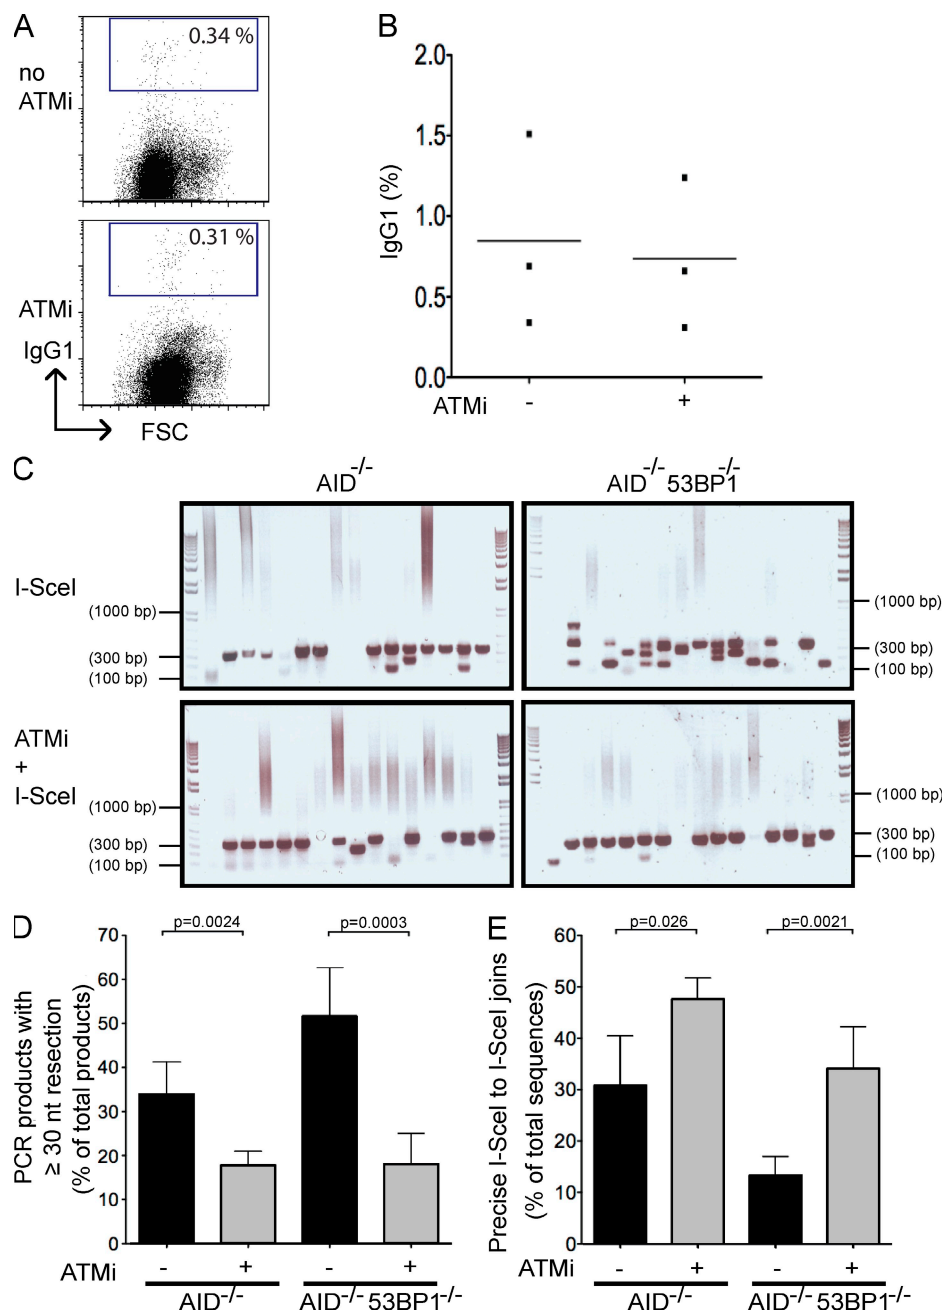 A
no
ATMi
0.34 %
0.31 %
ATMi
IgG1
FSC
B
IgG1 (%)
2.0
1.5
1.0
0.5
0.0
ATMi
-
+
C
AID-/-
AID-/- 53BP1-/-
I-SceI
(1000 bp)
(300 bp)
(100 bp)
(1000 bp)
(300 bp)
(100 bp)
ATMi
+
I-SceI
(1000 bp)
(300 bp)
(100 bp)
(1000 bp)
(300 bp)
(100 bp)
D
PCR products with
≥ 30 nt resection
(% of total products)
70
60
50
40
30
20
10
0
p=0.0024
p=0.0003
ATMi
-
+
-
+
AID-/-
AID-/- 53BP1-/-
E
Precise I-SceI to I-SceI joins
(% of total sequences)
60
50
40
30
20
10
0
p=0.026
p=0.0021
ATMi
-
+
-
+
AID-/-
AID-/- 53BP1-/-